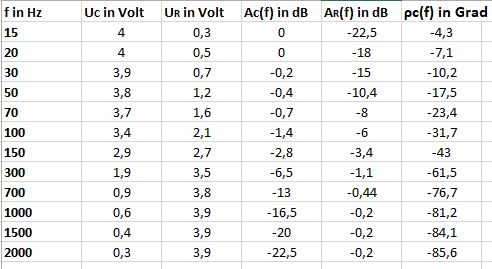 f in Hz Uc in Volt UR in Volt Ac(f) in dB AR(f) in dB ρc(f) in Grad
15 4 0,3 0 -22,5 -4,3
20 4 0,5 0 -18 -7,1
30 3,9 0,7 -0,2 -15 -10,2
50 3,8 1,2 -0,4 -10,4 -17,5
70 3,7 1,6 -0,7 -8 -23,4
100 3,4 2,1 -1,4 -6 -31,7
150 2,9 2,7 -2,8 -3,4 -43
300 1,9 3,5 -6,5 -1,1 -61,5
700 0,9 3,8 -13 -0,44 -76,7
1000 0,6 3,9 -16,5 -0,2 -81,2
1500 0,4 3,9 -20 -0,2 -84,1
2000 0,3 3,9 -22,5 -0,2 -85,6